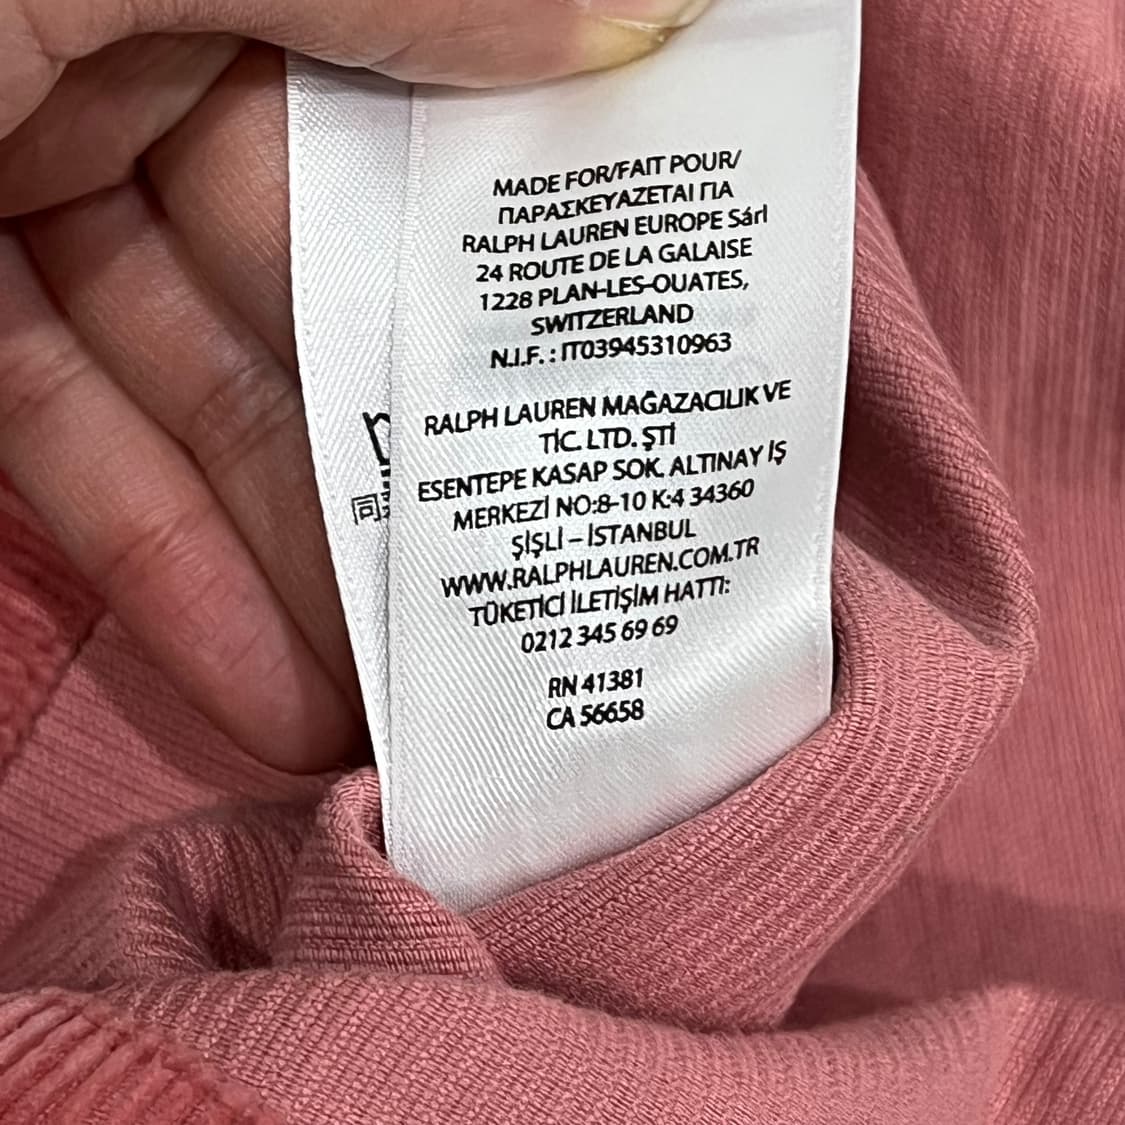 MADE FOR/FAIT POUR/
ΠΑΡΑΣΚΕΥΑΖΕΤΑΙ ΓΙΑ
RALPH LAUREN EUROPE Sárl
24 ROUTE DE LA GALAISE
1228 PLAN-LES-OUATES,
SWITZERLAND
N.I.F. : IT03945310963
RALPH LAUREN MAĞAZACILIK VE
TİC. LTD. ŞTİ
ESENTEPE KASAP SOK. ALTINAY İŞ
MERKEZİ NO:8-10 K:4 34360
ŞİŞLİ – İSTANBUL
WWW.RALPHLAUREN.COM.TR
TÜKETİCİ İLETİŞİM HATTI:
0212 345 69 69
RN 41381
CA 56658
同